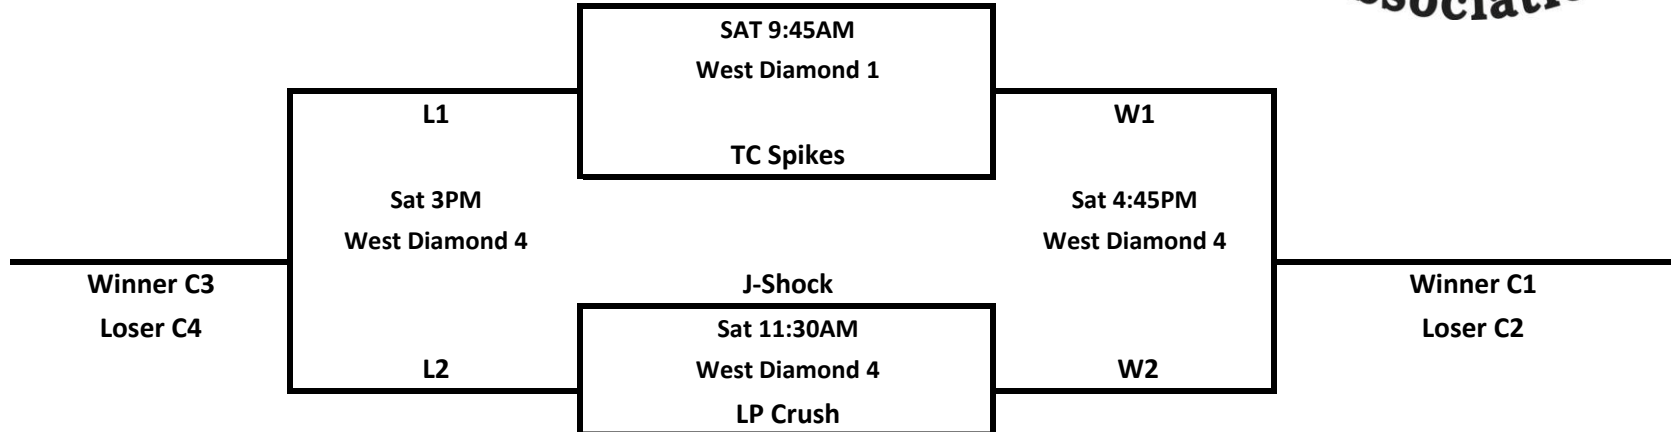 SAT 9:45AM
West Diamond 1
L1
W1
TC Spikes
Sat 3PM
West Diamond 4
Sat 4:45PM
West Diamond 4
Winner C3
Loser C4
J-Shock
Winner C1
Loser C2
Sat 11:30AM
West Diamond 4
L2
W2
LP Crush